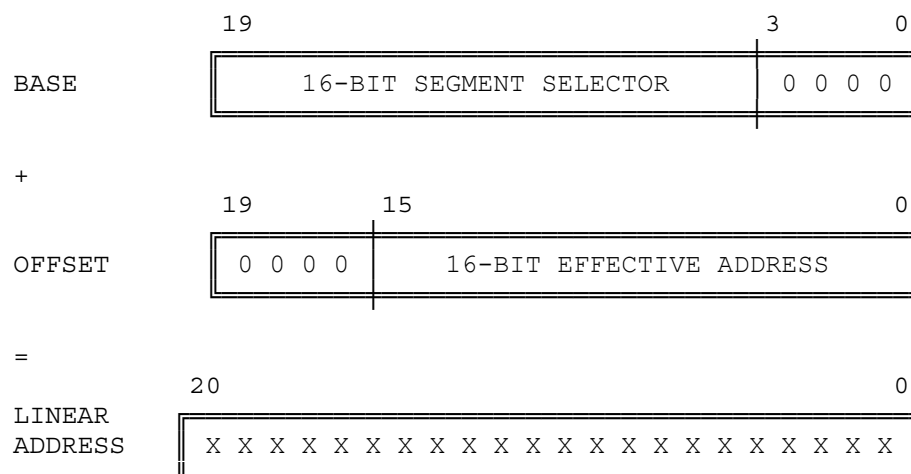 19 3 0
BASE 16-BIT SEGMENT SELECTOR 0 0 0 0
+
19 15 0
OFFSET 0 0 0 0 16-BIT EFFECTIVE ADDRESS
=
20 0
LINEAR
ADDRESS X X X X X X X X X X X X X X X X X X X X X X